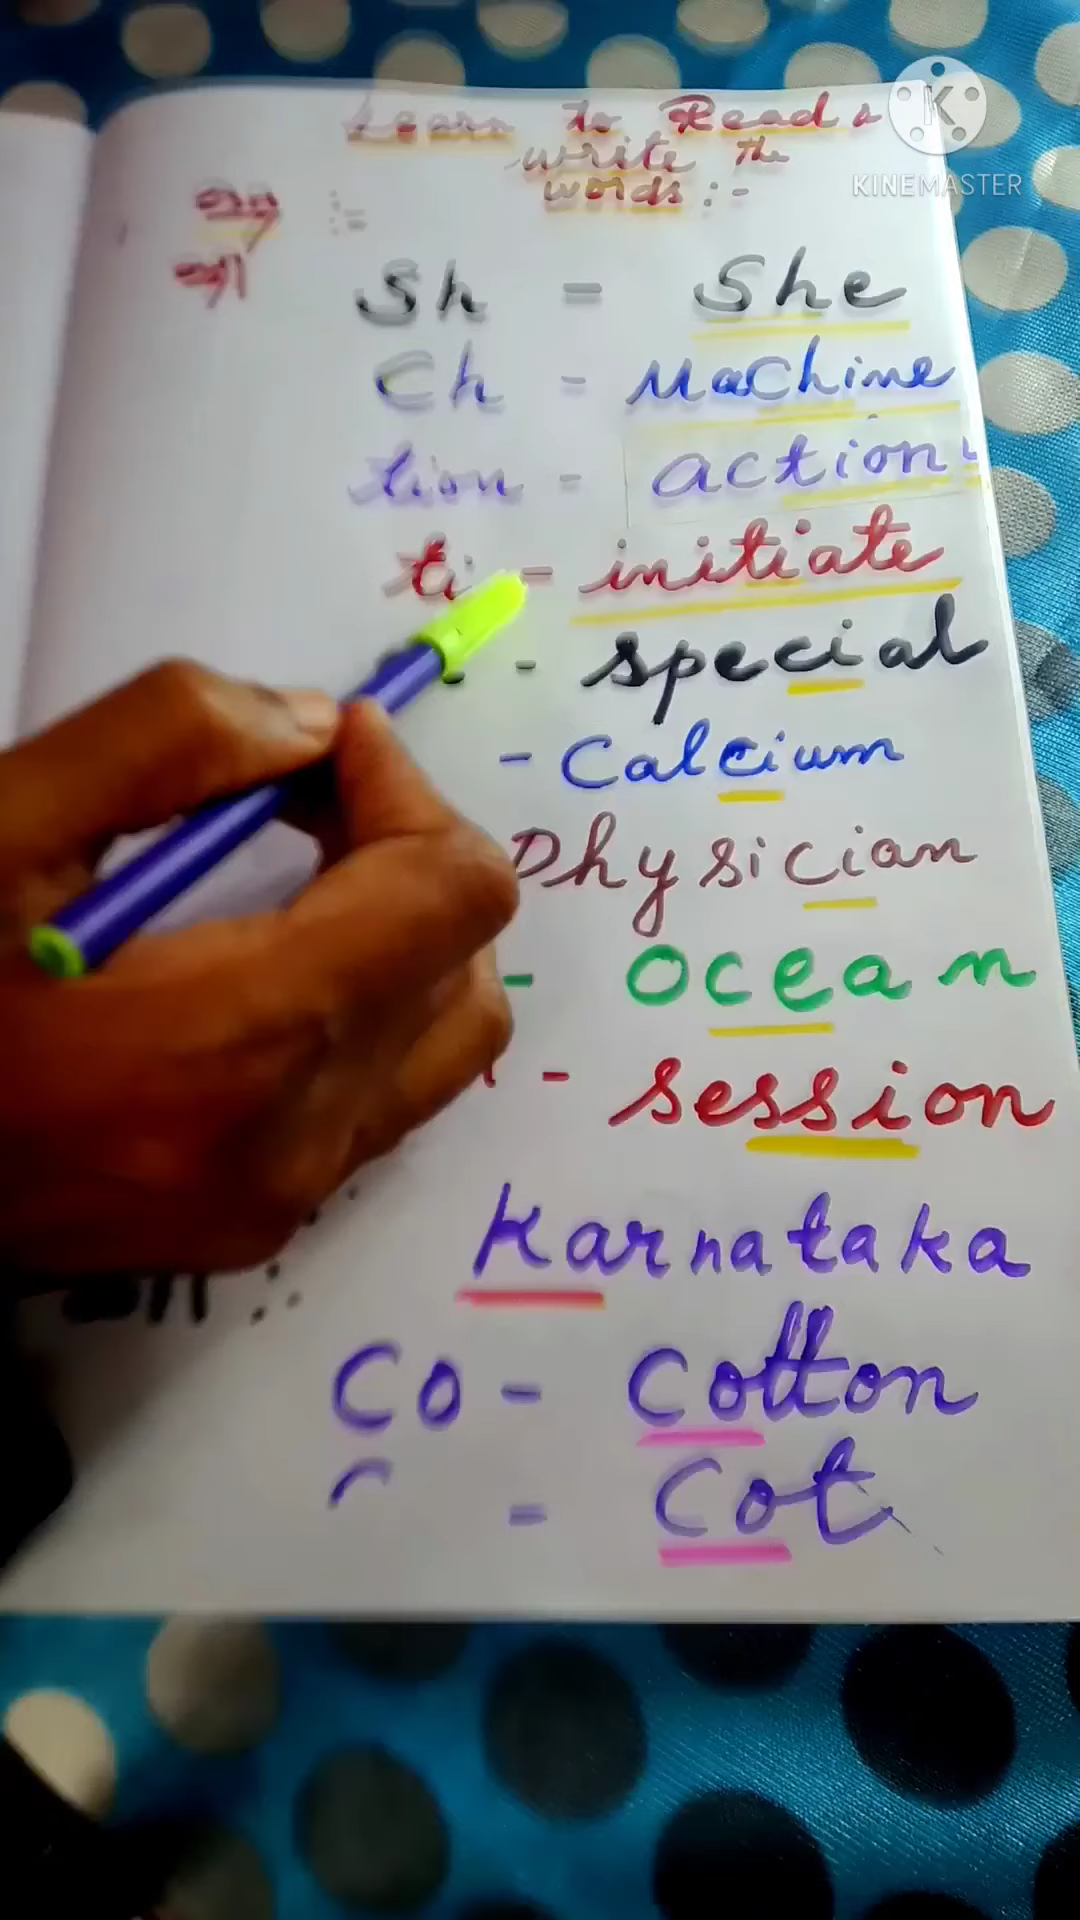 Learn to Read &
write the
words :-
KINEMASTER
Sh = She
Ch - Machine
tion - action
ti - initiate
- special
- Calcium
Physician
- Ocean
- session
Karnataka
Co - Cotton
= Cot